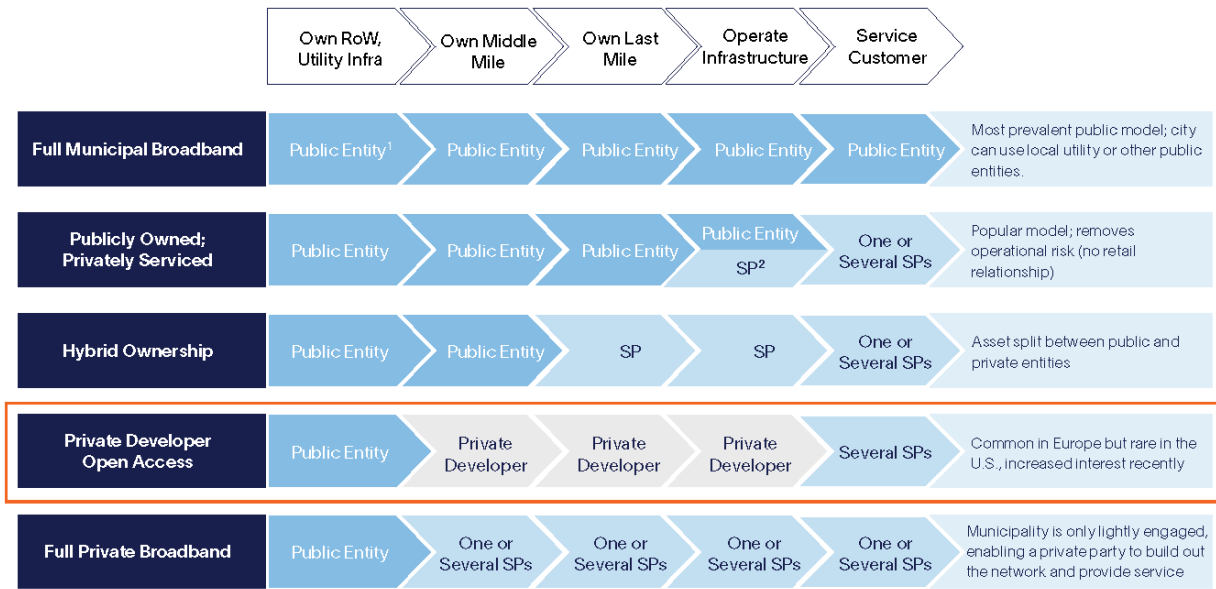 Own RoW,
Utility Infra
Own Middle
Mile
Own Last
Mile
Operate
Infrastructure
Service
Customer
Full Municipal Broadband
Public Entity¹
Public Entity
Public Entity
Public Entity
Public Entity
Most prevalent public model; city
can use local utility or other public
entities.
Publicly Owned;
Privately Serviced
Public Entity
Public Entity
Public Entity
Public Entity
SP²
One or
Several SPs
Popular model; removes
operational risk (no retail
relationship)
Hybrid Ownership
Public Entity
Public Entity
SP
SP
One or
Several SPs
Asset split between public and
private entities
Private Developer
Open Access
Public Entity
Private
Developer
Private
Developer
Private
Developer
Several SPs
Common in Europe but rare in the
U.S., increased interest recently
Full Private Broadband
Public Entity
One or
Several SPs
One or
Several SPs
One or
Several SPs
One or
Several SPs
Municipality is only lightly engaged,
enabling a private party to build out
the network and provide service